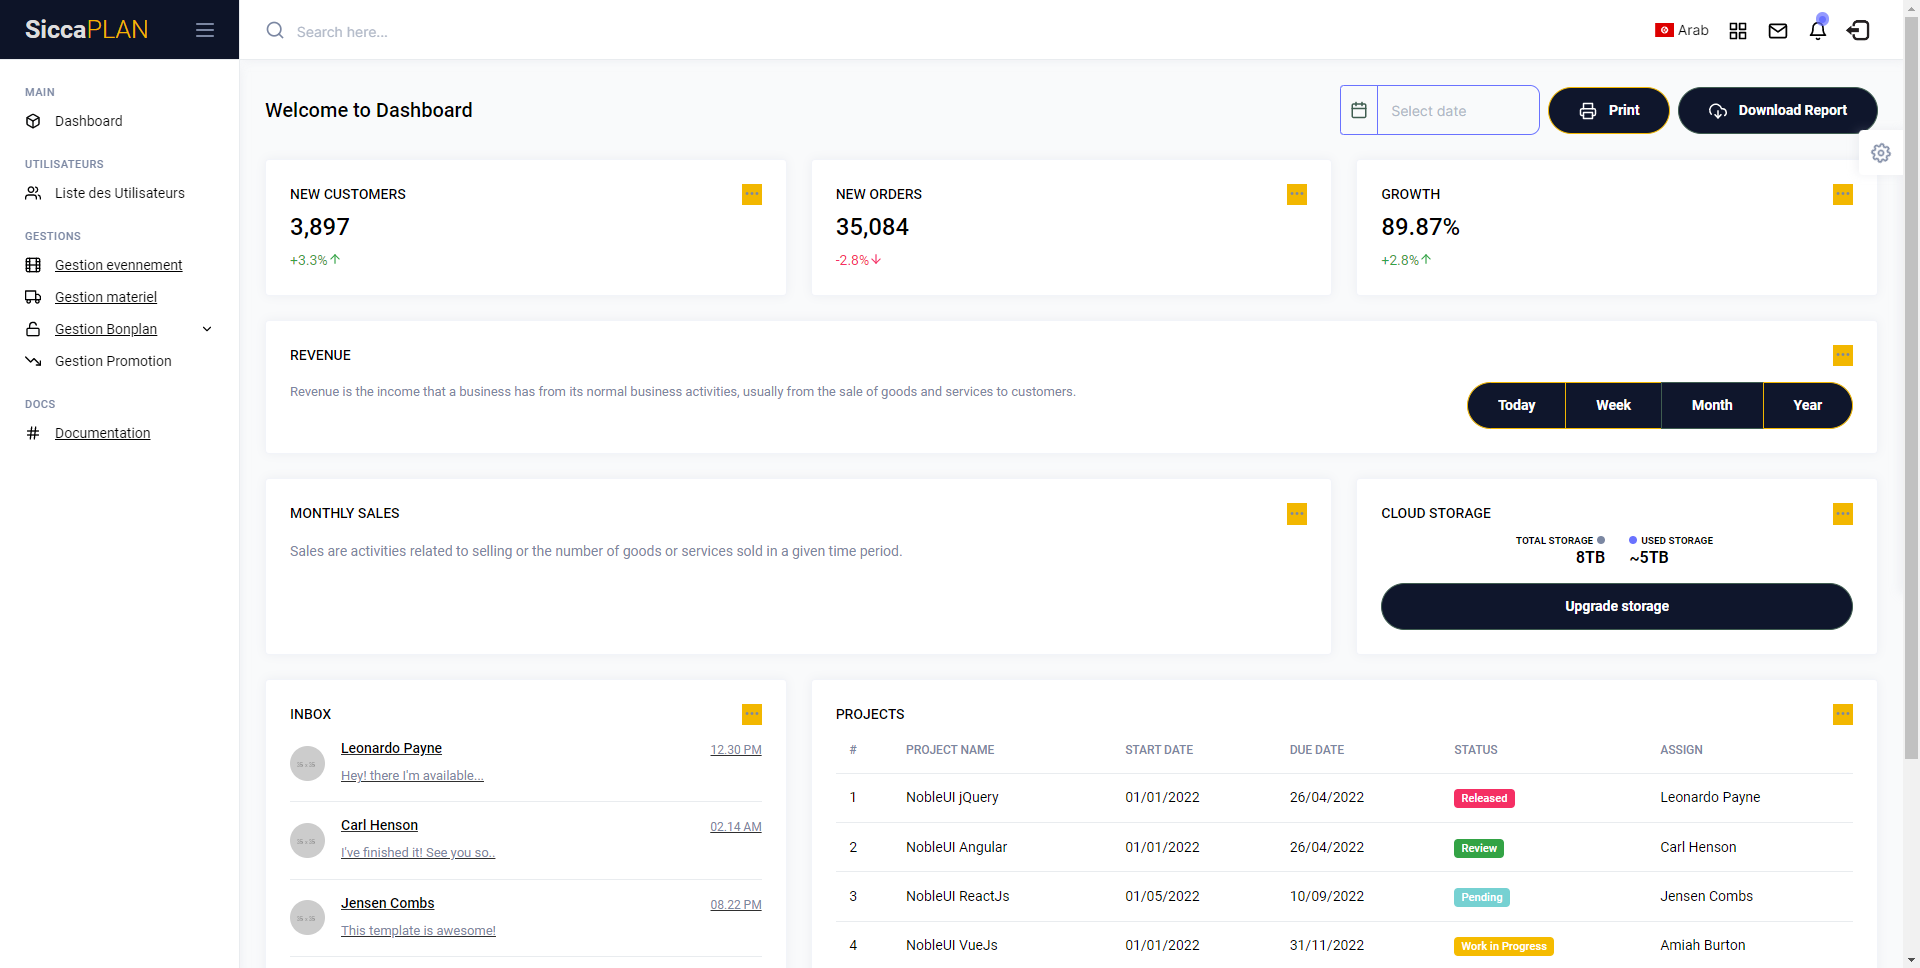 SiccaPLAN
Search here...
Arab
MAIN
Dashboard
UTILISATEURS
Liste des Utilisateurs
GESTIONS
Gestion evennement
Gestion materiel
Gestion Bonplan
Gestion Promotion
DOCS
Documentation
Welcome to Dashboard
Select date
Print
Download Report
NEW CUSTOMERS
3,897
+3.3%
NEW ORDERS
35,084
-2.8%
GROWTH
89.87%
+2.8%
REVENUE
Revenue is the income that a business has from its normal business activities, usually from the sale of goods and services to customers.
Today Week Month Year
MONTHLY SALES
Sales are activities related to selling or the number of goods or services sold in a given time period.
CLOUD STORAGE
TOTAL STORAGE USED STORAGE
8TB ~5TB
Upgrade storage
INBOX
Leonardo Payne 12.30 PM
Hey! there I'm available...
Carl Henson 02.14 AM
I've finished it! See you so..
Jensen Combs 08.22 PM
This template is awesome!
PROJECTS
# PROJECT NAME START DATE DUE DATE STATUS ASSIGN
1 NobleUI jQuery 01/01/2022 26/04/2022 Released Leonardo Payne
2 NobleUI Angular 01/01/2022 26/04/2022 Review Carl Henson
3 NobleUI ReactJs 01/05/2022 10/09/2022 Pending Jensen Combs
4 NobleUI VueJs 01/01/2022 31/11/2022 Work in Progress Amiah Burton